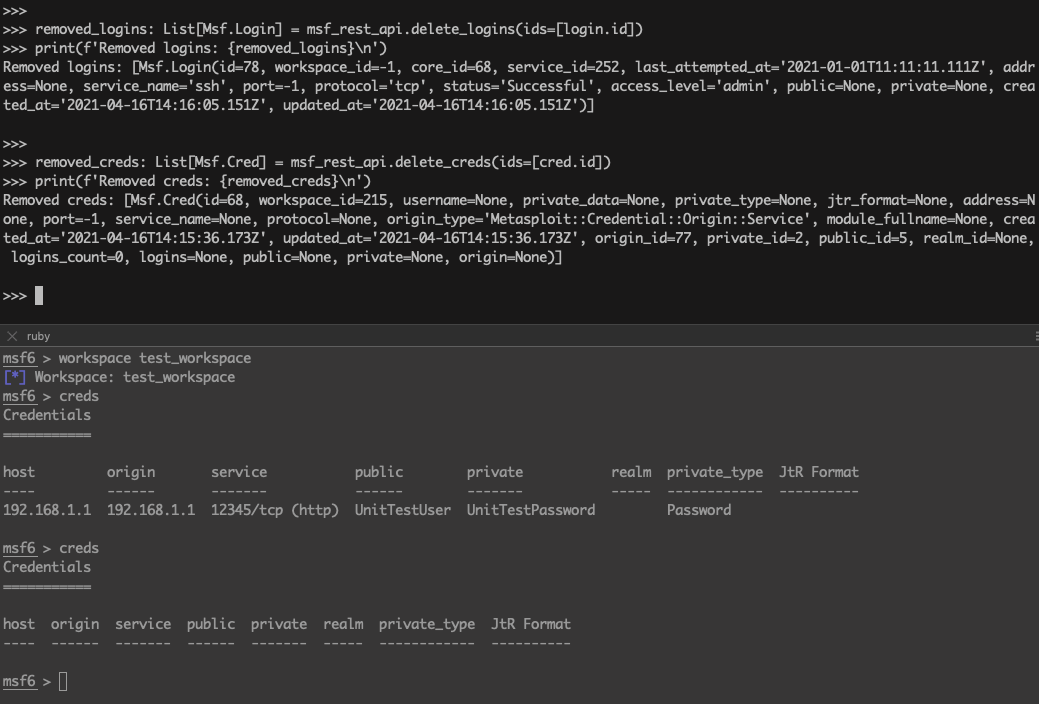 >>>
>>> removed_logins: List[Msf.Login] = msf_rest_api.delete_logins(ids=[login.id])
>>> print(f'Removed logins: {removed_logins}\n')
Removed logins: [Msf.Login(id=78, workspace_id=-1, core_id=68, service_id=252, last_attempted_at='2021-01-01T11:11:11.111Z', addr
ess=None, service_name='ssh', port=-1, protocol='tcp', status='Successful', access_level='admin', public=None, private=None, crea
ted_at='2021-04-16T14:16:05.151Z', updated_at='2021-04-16T14:16:05.151Z')]
>>>
>>> removed_creds: List[Msf.Cred] = msf_rest_api.delete_creds(ids=[cred.id])
>>> print(f'Removed creds: {removed_creds}\n')
Removed creds: [Msf.Cred(id=68, workspace_id=215, username=None, private_data=None, private_type=None, jtr_format=None, address=N
one, port=-1, service_name=None, protocol=None, origin_type='Metasploit::Credential::Origin::Service', module_fullname=None, crea
ted_at='2021-04-16T14:15:36.173Z', updated_at='2021-04-16T14:15:36.173Z', origin_id=77, private_id=2, public_id=5, realm_id=None,
 logins_count=0, logins=None, public=None, private=None, origin=None)]
>>>
ruby
msf6 > workspace test_workspace
[*] Workspace: test_workspace
msf6 > creds
Credentials
===========
host         origin       service           public      private           realm  private_type  JtR Format
----         ------       -------           ------      -------           -----  ------------  ----------
192.168.1.1  192.168.1.1  12345/tcp (http)  UnitTestUser  UnitTestPassword         Password
msf6 > creds
Credentials
===========
host  origin  service  public  private  realm  private_type  JtR Format
----  ------  -------  ------  -------  -----  ------------  ----------
msf6 >